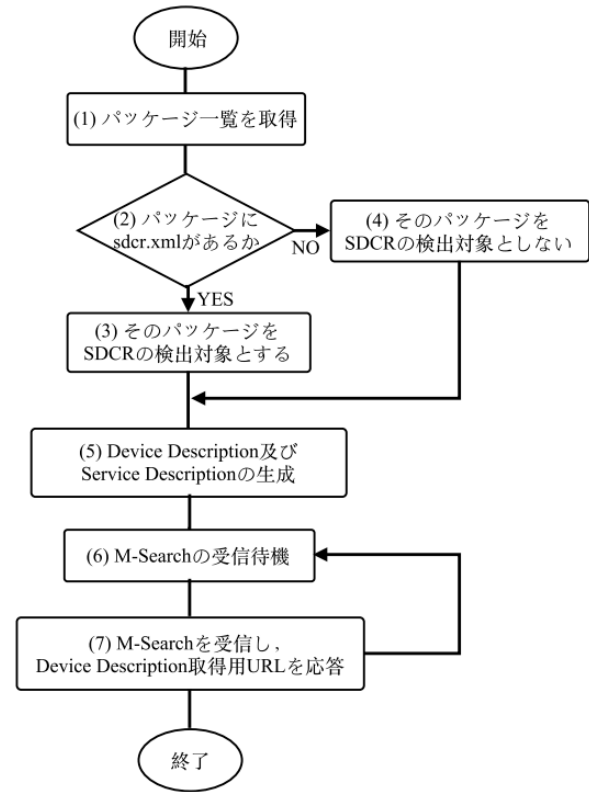 開始
(1) パッケージ一覧を取得
(2) パッケージに
sdcr.xmlがあるか
NO
(4) そのパッケージを
SDCRの検出対象としない
YES
(3) そのパッケージを
SDCRの検出対象とする
(5) Device Description及び
Service Descriptionの生成
(6) M-Searchの受信待機
(7) M-Searchを受信し，
Device Description取得用URLを応答
終了